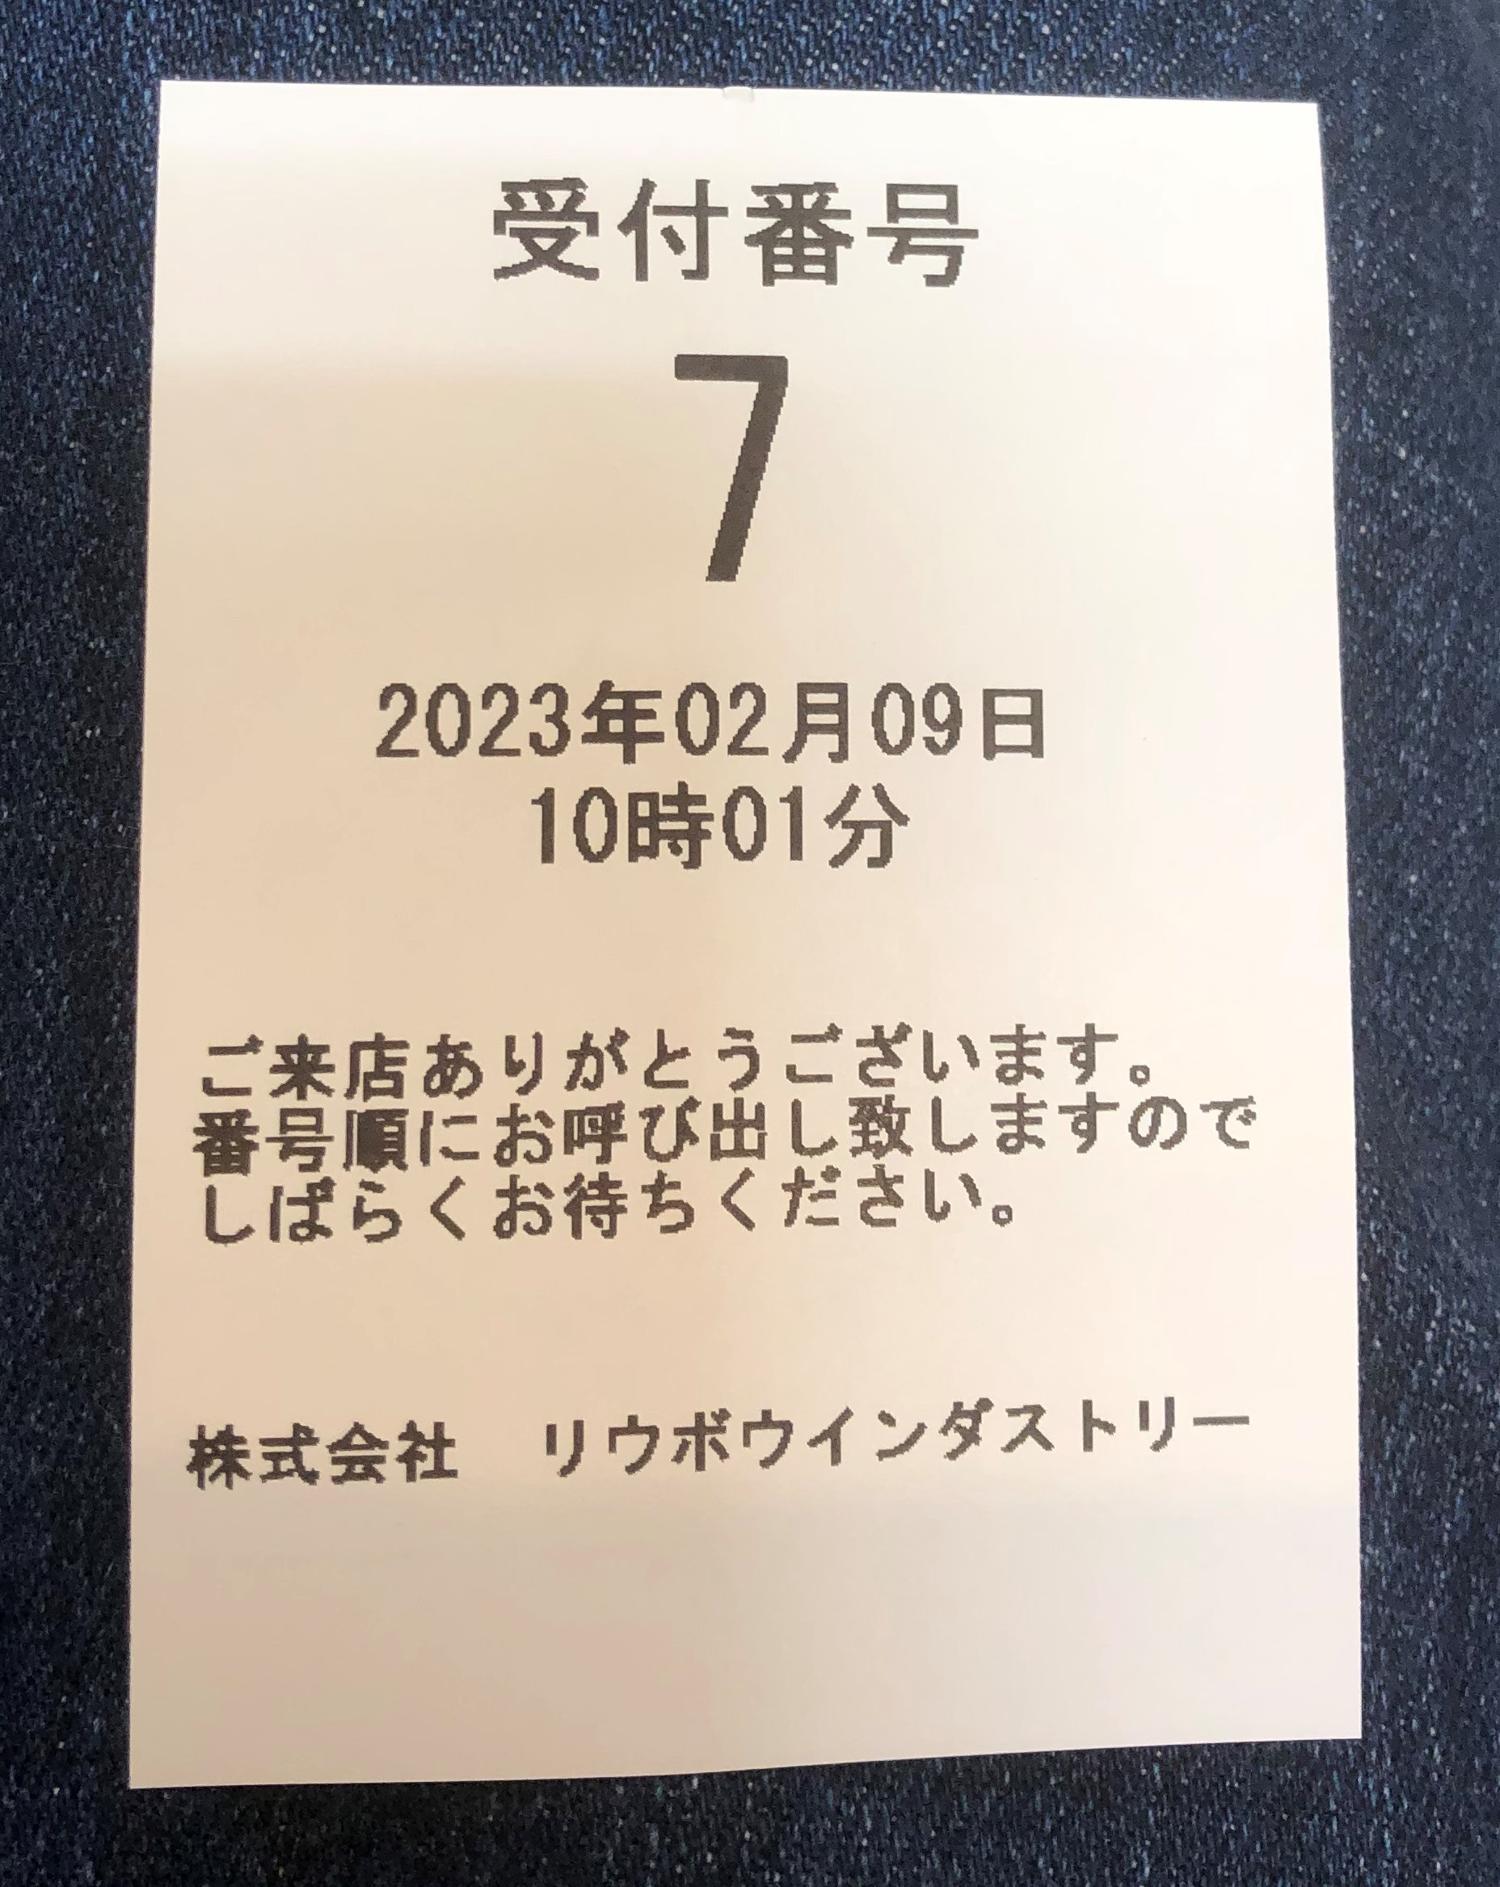 受付番号
7
2023年02月09日
10時01分
ご来店ありがとうございます。
番号順にお呼び出し致しますので
しばらくお待ちください。
株式会社　リウボウインダストリー